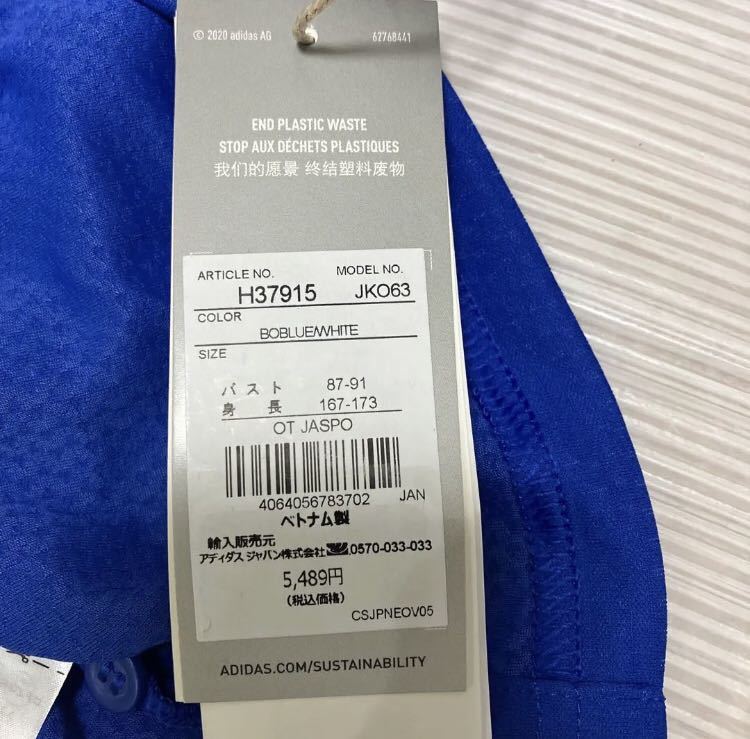 © 2020 adidas AG 62768441
END PLASTIC WASTE
STOP AUX DÉCHETS PLASTIQUES
我们的愿景 终结塑料废物
ARTICLE NO. MODEL NO.
H37915 JKO63
COLOR
BOBLUE/WHITE
SIZE
バスト 87-91
身長 167-173
OT JASPO
4064056783702 JAN
ベトナム製
輸入販売元
アディダス ジャパン株式会社 0570-033-033
5,489円
(税込価格)
CSJPNEOV05
ADIDAS.COM/SUSTAINABILITY